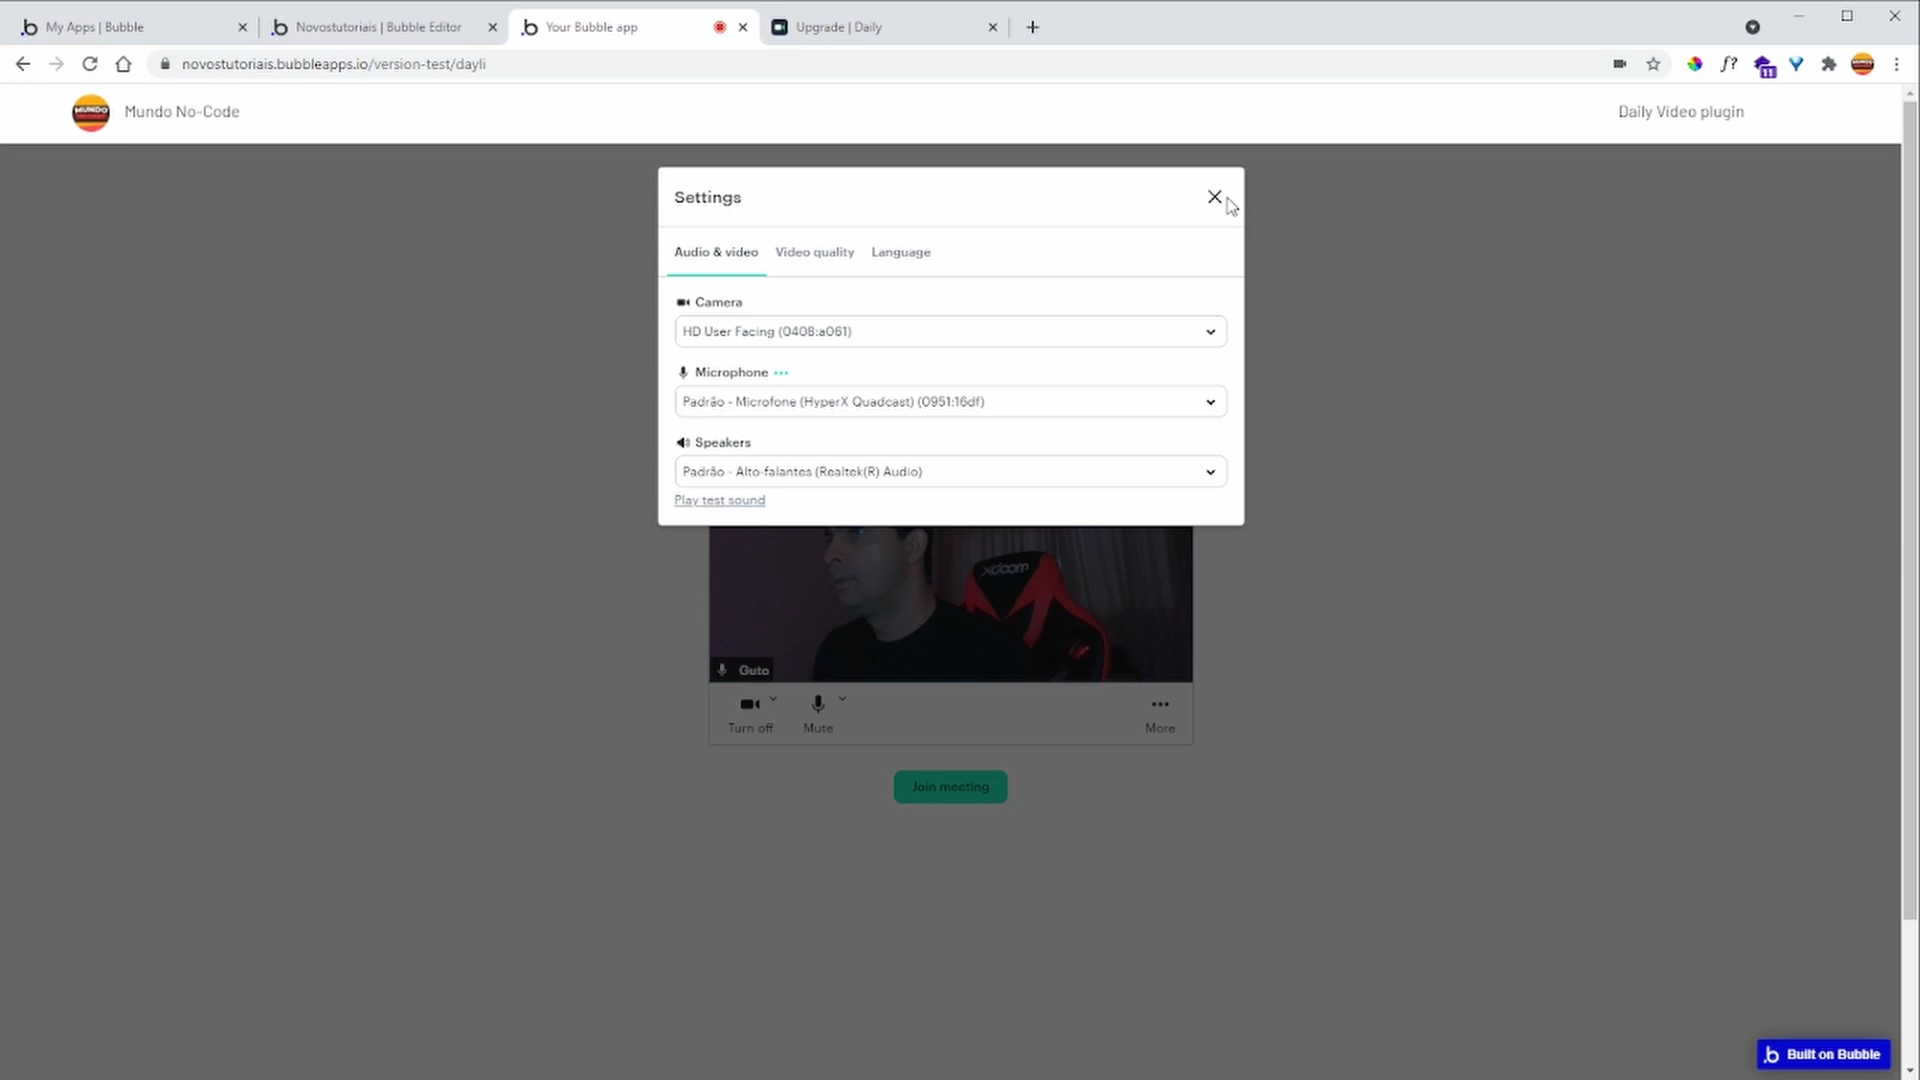 My Apps | Bubble
Novostutoriais | Bubble Editor
Your Bubble app
Upgrade | Daily
novostutoriais.bubbleapps.io/version-test/dayli
f?
11
MUNDO
Mundo No-Code
Daily Video plugin
Settings
Audio & video
Video quality
Language
Camera
HD User Facing (0408:a061)
Microphone
Padrão - Microfone (HyperX Quadcast) (0951:16df)
Speakers
Padrão - Alto-falantes (Realtek(R) Audio)
Play test sound
Guto
Turn off
Mute
More
Join meeting
Built on Bubble